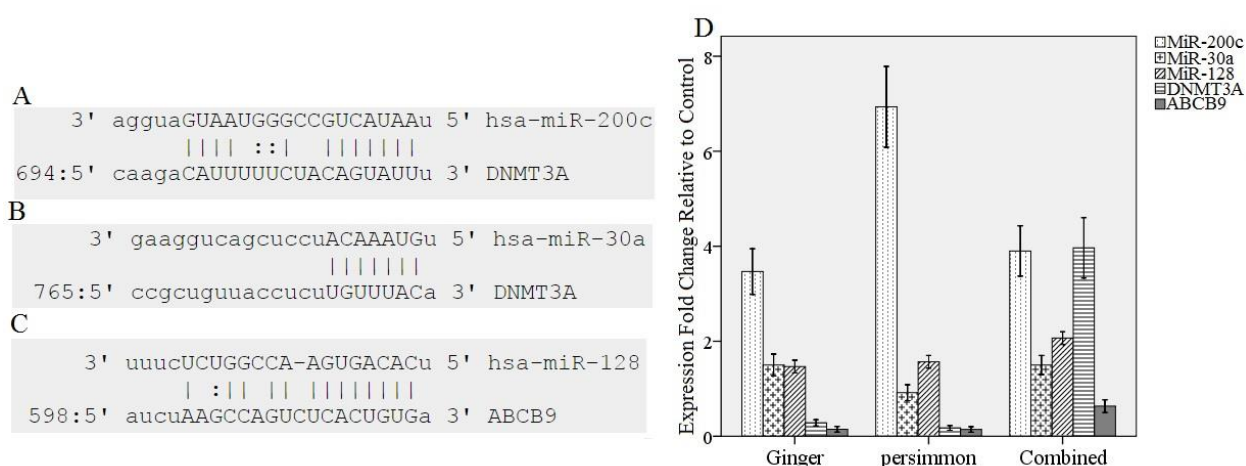 A
3' agguaGUAAUGGGCCGUCAUAAu 5' hsa-miR-200c
|||| ::| |||||||
694:5' caagaCAUUUUUCUACAGUAUUu 3' DNMT3A
B
3' gaaggucagcuccuACAAAUGu 5' hsa-miR-30a
|||||||
765:5' ccgcuguuaccucuUGUUUACa 3' DNMT3A
C
3' uuucUCUGGCCA-AGUGACACu 5' hsa-miR-128
| :|| || ||||||||
598:5' aucuAAGCCAGUCUCACUGUGa 3' ABCB9
D
Expression Fold Change Relative to Control
8
6
4
2
0
Ginger persimmon Combined
MiR-200c
MiR-30a
MiR-128
DNMT3A
ABCB9